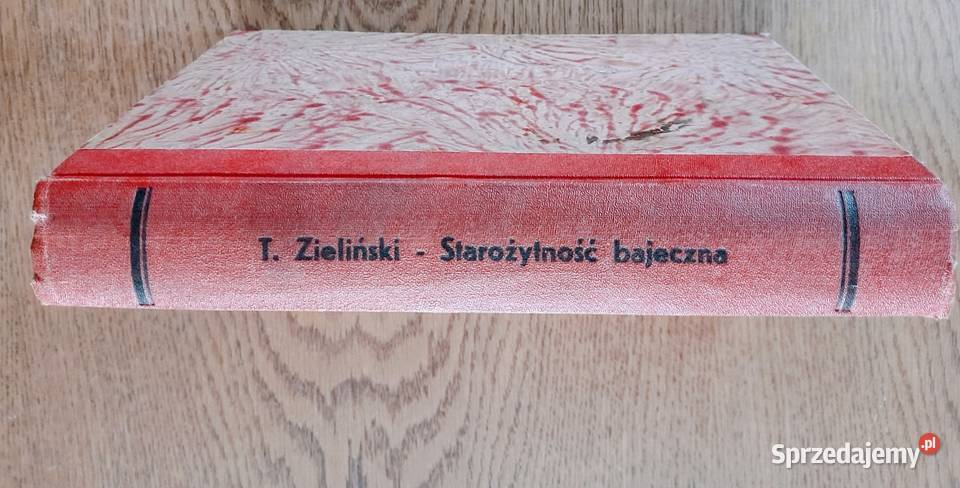 T. Zieliński - Starożytność bajeczna
Sprzedajemy.pl